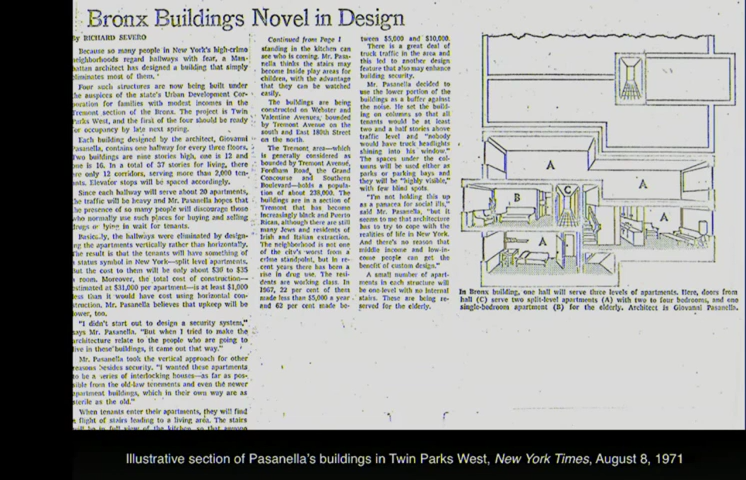 Bronx Buildings Novel in Design
By RICHARD SEVERO
Because so many people in New York's high-crime
neighborhoods regard hallways with fear, a Man-
hattan architect has designed a building that simply
eliminates most of them.
Four such structures are now being built under
the auspices of the state's Urban Development Cor-
poration for families with modest incomes in the
Tremont section of the Bronx. The project is Twin
Parks West, and the first of the four should be ready
for occupancy by late next spring.
Each building designed by the architect, Giovanni
Pasanella, contains one hallway for every three floors.
Two buildings are nine stories high, one is 12 and
one is 16. In a total of 37 stories for living, there
are only 12 corridors, serving more than 2,000 ten-
ants. Elevator stops will be spaced accordingly.
Since each hallway will serve about 20 apartments,
the traffic will be heavy and Mr. Pasanella hopes that
the presence of so many people will discourage those
who normally use such places for buying and selling
drugs or lying in wait for tenants.
Basically, the hallways were eliminated by design-
ing the apartments vertically rather than horizontally.
The result is that the tenants will have something of
a status symbol in New York—split level apartments,
but the cost to them will be only about $30 to $35
a room. Moreover, the total cost of construction—
estimated at $31,000 per apartment—is at least $1,000
less than it would have cost using horizontal con-
struction. Mr. Pasanella believes that upkeep will be
lower, too.
"I didn't start out to design a security system,"
says Mr. Pasanella. "But when I tried to make the
architecture relate to the people who are going to
live in these buildings, it came out that way."
Mr. Pasanella took the vertical approach for other
reasons besides security. "I wanted these apartments
to be a series of interlocking houses—as far as pos-
sible from the old-law tenements and even the newer
apartment buildings, which in their own way are as
sterile as the old."
When tenants enter their apartments, they will find
a flight of stairs leading to a living area. The stairs
will be in full view of the kitchen, so that anyone
Continued from Page 1
standing in the kitchen can
see who is coming. Mr. Pasa-
nella thinks the stairs may
become inside play areas for
children, with the advantage
that they can be watched
easily.
The buildings are being
constructed on Webster and
Valentine Avenues, bounded
by Tremont Avenue on the
south and East 180th Street
on the north.
The Tremont area—which
is generally considered as
bounded by Tremont Avenue,
Fordham Road, the Grand
Concourse and Southern
Boulevard—holds a popula-
tion of about 238,000. The
buildings are in a section of
Tremont that has become
increasingly black and Puerto
Rican, although there are still
many Jews and residents of
Irish and Italian extraction.
The neighborhood is not one
of the city's worst from a
crime standpoint, but in re-
cent years there has been a
rise in drug use. The resi-
dents are working class. In
1967, 22 per cent of them
made less than $5,000 a year
and 62 per cent made be-
tween $5,000 and $10,000.
There is a great deal of
truck traffic in the area and
this led to another design
feature that also may enhance
building security.
Mr. Pasanella decided to
use the lower portion of the
buildings as a buffer against
the noise. He set the build-
ing on columns so that all
tenants would be at least
two and a half stories above
traffic level and "nobody
would have truck headlights
shining into his window."
The spaces under the col-
umns will be used either as
parks or parking bays and
they will be "highly visible,"
with few blind spots.
"I'm not holding this up
as a panacea for social ills,"
said Mr. Pasanella, "but it
seems to me that architecture
has to try to cope with the
realities of life in New York.
And there's no reason that
middle income and low-in-
come people can't get the
benefit of custom design."
A small number of apart-
ments in each structure will
be one-level with no internal
stairs. These are being re-
served for the elderly.
A
A
B
C
A
A
In Bronx building, one hall will serve three levels of apartments. Here, doors from
hall (C) serve two split-level apartments (A) with two to four bedrooms, and one
single-bedroom apartment (B) for the elderly. Architect is Giovanni Pasanella.
Illustrative section of Pasanella's buildings in Twin Parks West, New York Times, August 8, 1971